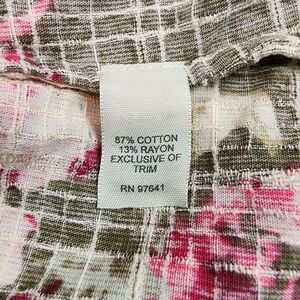 87% COTTON
13% RAYON
EXCLUSIVE OF
TRIM
RN 97641